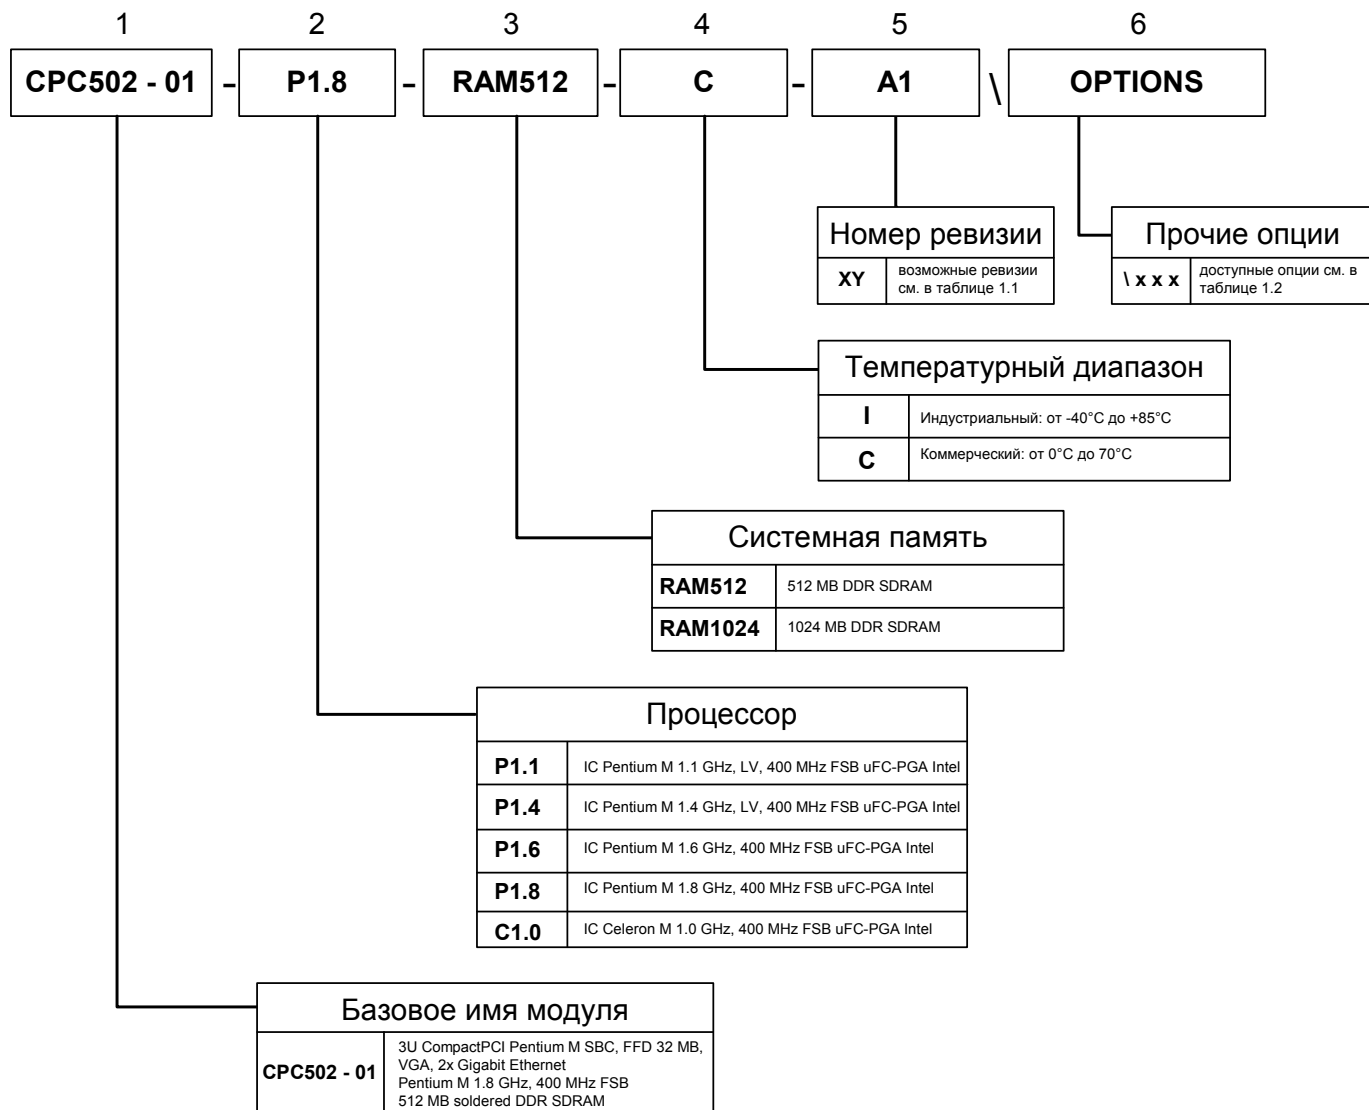 1 2 3 4 5 6
CPC502 - 01 - P1.8 - RAM512 - C - A1 \ OPTIONS
Номер ревизии
XY возможные ревизии
см. в таблице 1.1
Прочие опции
\ x x x доступные опции см. в
таблице 1.2
Температурный диапазон
I Индустриальный: от -40°C до +85°C
C Коммерческий: от 0°C до 70°C
Системная память
RAM512 512 MB DDR SDRAM
RAM1024 1024 MB DDR SDRAM
Процессор
P1.1 IC Pentium M 1.1 GHz, LV, 400 MHz FSB uFC-PGA Intel
P1.4 IC Pentium M 1.4 GHz, LV, 400 MHz FSB uFC-PGA Intel
P1.6 IC Pentium M 1.6 GHz, 400 MHz FSB uFC-PGA Intel
P1.8 IC Pentium M 1.8 GHz, 400 MHz FSB uFC-PGA Intel
C1.0 IC Celeron M 1.0 GHz, 400 MHz FSB uFC-PGA Intel
Базовое имя модуля
CPC502 - 01 3U CompactPCI Pentium M SBC, FFD 32 MB,
VGA, 2x Gigabit Ethernet
Pentium M 1.8 GHz, 400 MHz FSB
512 MB soldered DDR SDRAM